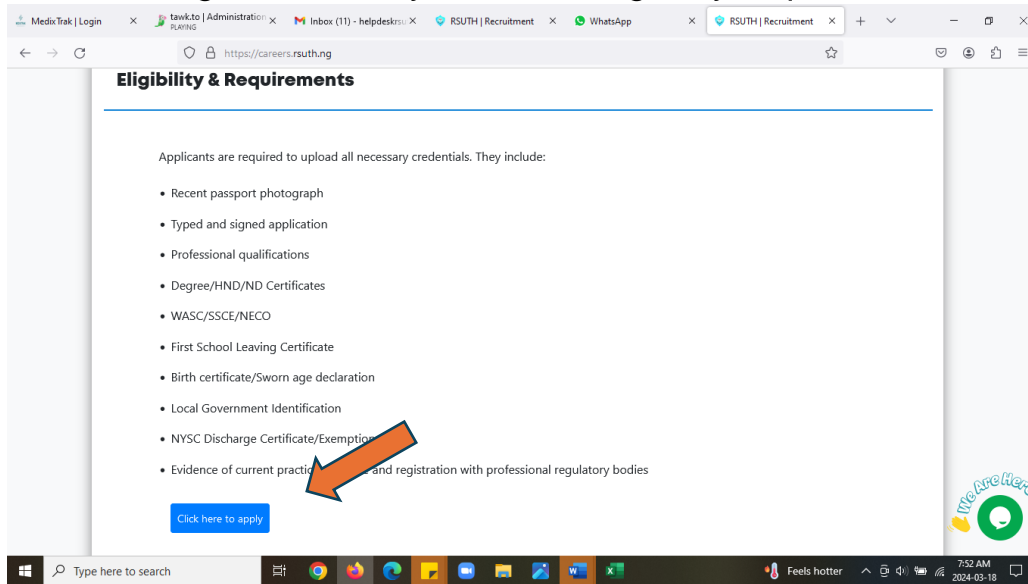 MedixTrak | Login
tawk.to | Administration
PLAYING
Inbox (11) - helpdeskrsu
RSUTH | Recruitment
WhatsApp
RSUTH | Recruitment
https://careers.rsuth.ng
Eligibility & Requirements
Applicants are required to upload all necessary credentials. They include:
• Recent passport photograph
• Typed and signed application
• Professional qualifications
• Degree/HND/ND Certificates
• WASC/SSCE/NECO
• First School Leaving Certificate
• Birth certificate/Sworn age declaration
• Local Government Identification
• NYSC Discharge Certificate/Exemption
• Evidence of current and registration with professional regulatory bodies
Click here to apply
We Are Here
Type here to search
Feels hotter
7:52 AM
2024-03-18